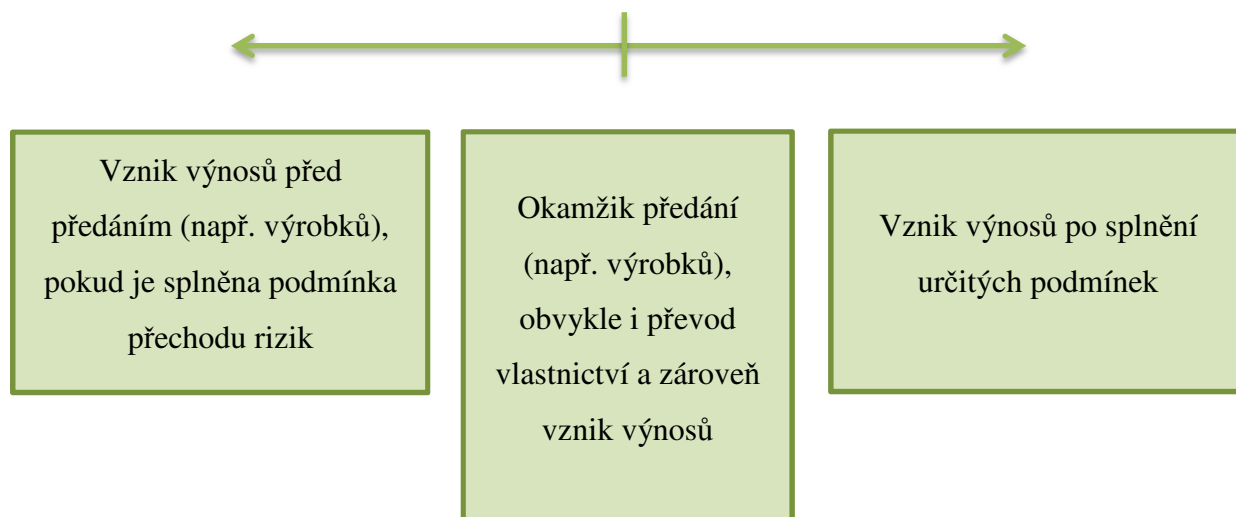 Vznik výnosů před
předáním (např. výrobků),
pokud je splněna podmínka
přechodu rizik
Okamžik předání
(např. výrobků),
obvykle i převod
vlastnictví a zároveň
vznik výnosů
Vznik výnosů po splnění
určitých podmínek